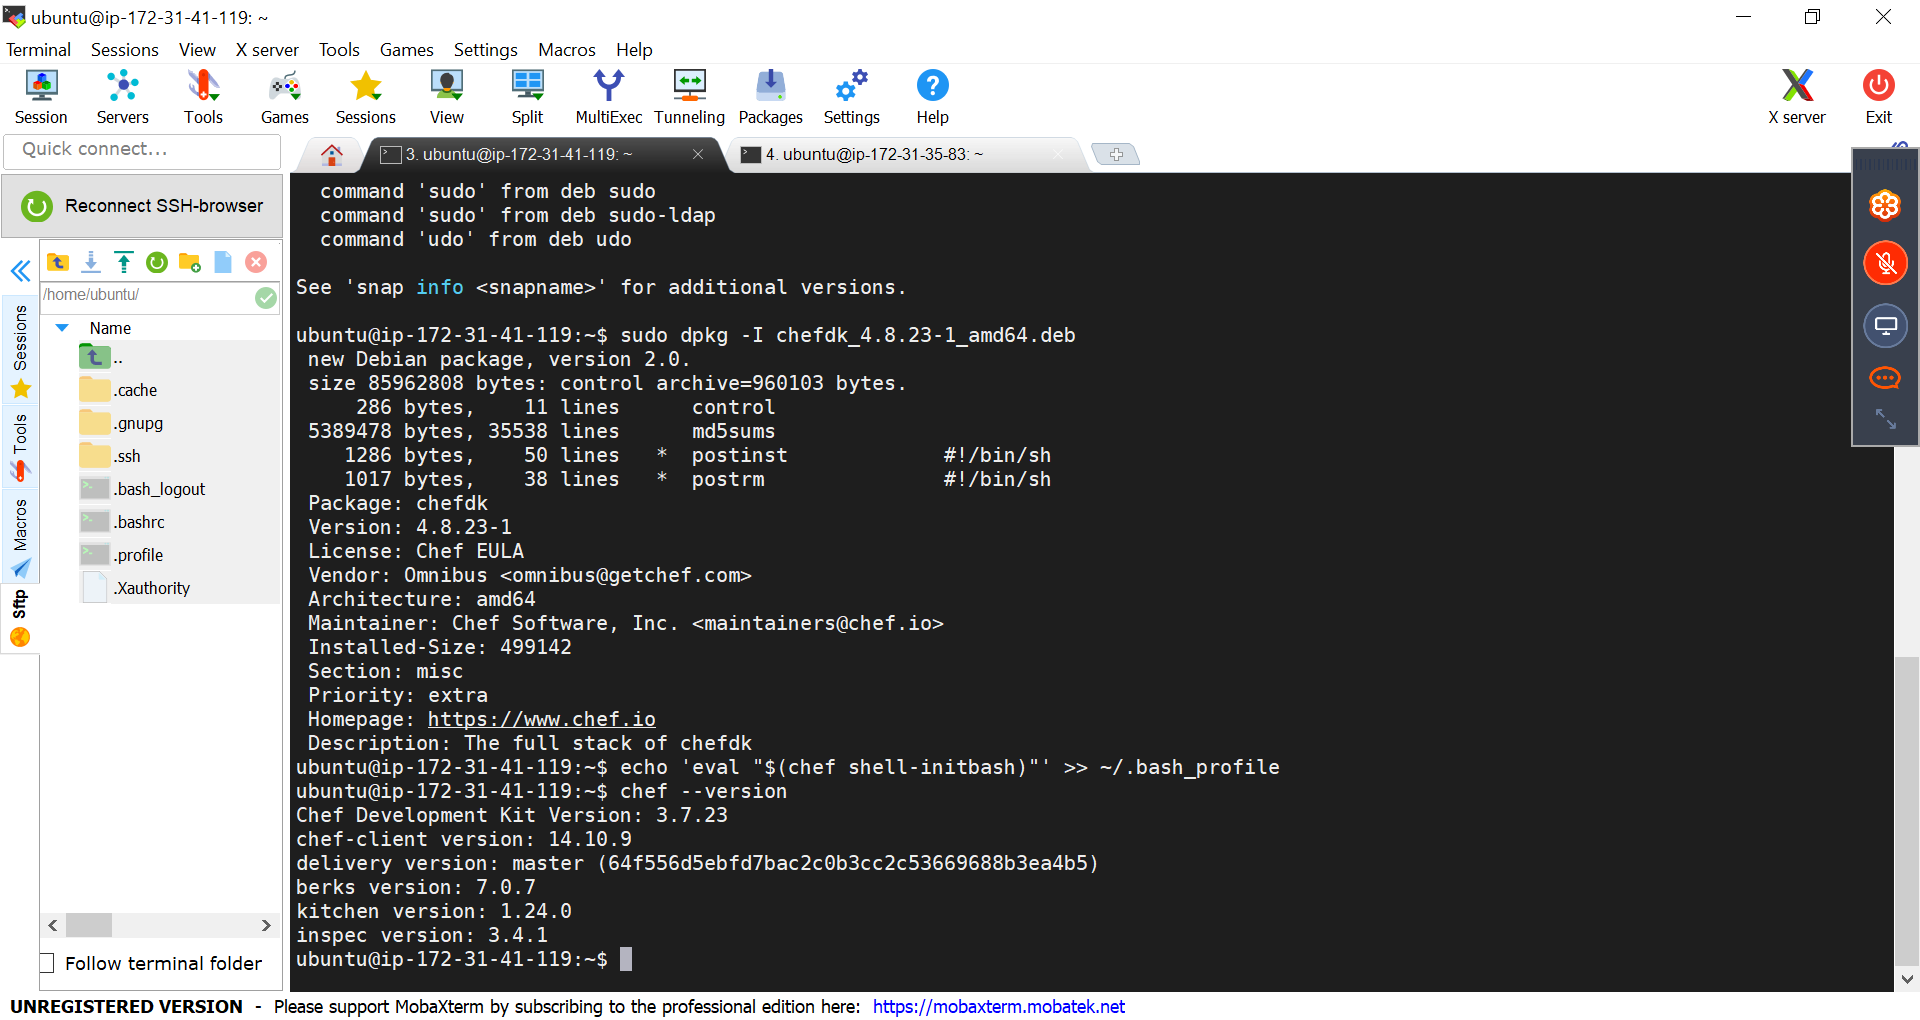 ubuntu@ip-172-31-41-119: ~
Terminal Sessions View X server Tools Games Settings Macros Help
Session Servers Tools Games Sessions View Split MultiExec Tunneling Packages Settings Help X server Exit
Quick connect...
3. ubuntu@ip-172-31-41-119: ~
4. ubuntu@ip-172-31-35-83: ~
Reconnect SSH-browser
/home/ubuntu/
Name
..
.cache
.gnupg
.ssh
.bash_logout
.bashrc
.profile
.Xauthority
Sessions
Tools
Macros
Sftp
Follow terminal folder
command 'sudo' from deb sudo
command 'sudo' from deb sudo-ldap
command 'udo' from deb udo
See 'snap info <snapname>' for additional versions.
ubuntu@ip-172-31-41-119:~$ sudo dpkg -I chefdk_4.8.23-1_amd64.deb
new Debian package, version 2.0.
size 85962808 bytes: control archive=960103 bytes.
286 bytes, 11 lines control
5389478 bytes, 35538 lines md5sums
1286 bytes, 50 lines * postinst #!/bin/sh
1017 bytes, 38 lines * postrm #!/bin/sh
Package: chefdk
Version: 4.8.23-1
License: Chef EULA
Vendor: Omnibus <omnibus@getchef.com>
Architecture: amd64
Maintainer: Chef Software, Inc. <maintainers@chef.io>
Installed-Size: 499142
Section: misc
Priority: extra
Homepage: https://www.chef.io
Description: The full stack of chefdk
ubuntu@ip-172-31-41-119:~$ echo 'eval "$(chef shell-initbash)"' >> ~/.bash_profile
ubuntu@ip-172-31-41-119:~$ chef --version
Chef Development Kit Version: 3.7.23
chef-client version: 14.10.9
delivery version: master (64f556d5ebfd7bac2c0b3cc2c53669688b3ea4b5)
berks version: 7.0.7
kitchen version: 1.24.0
inspec version: 3.4.1
ubuntu@ip-172-31-41-119:~$
UNREGISTERED VERSION - Please support MobaXterm by subscribing to the professional edition here: https://mobaxterm.mobatek.net